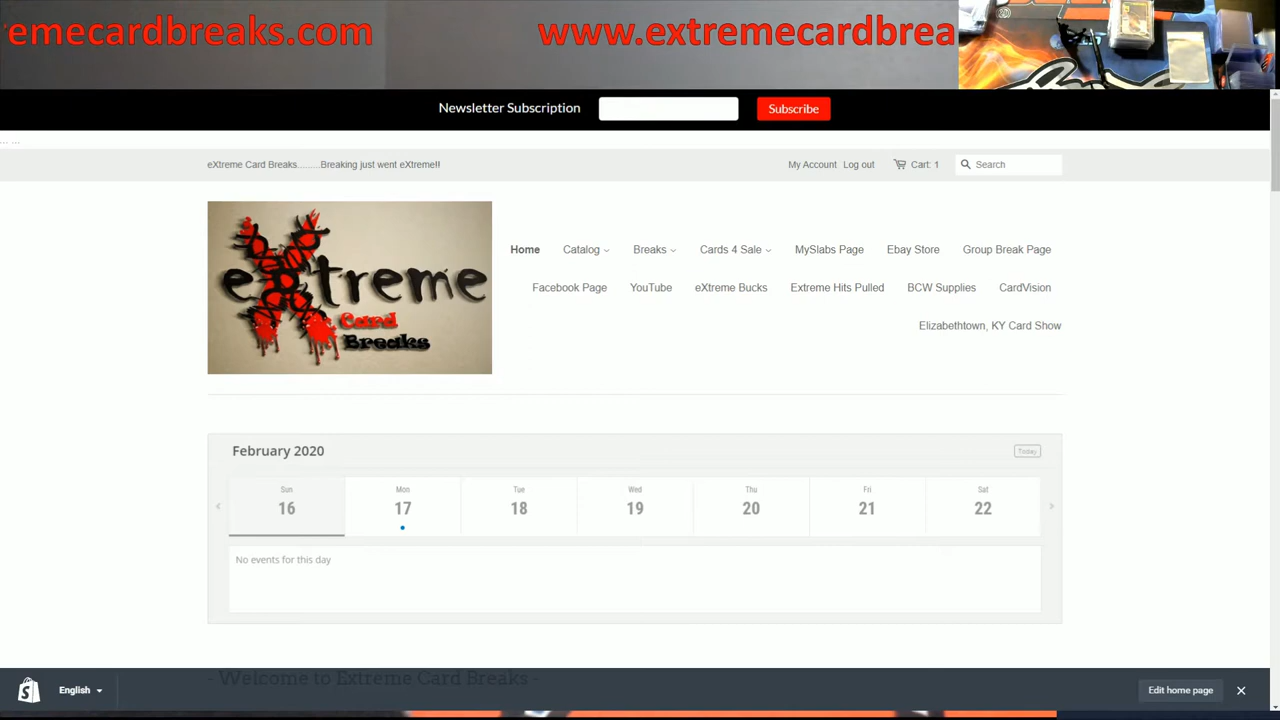 emecardbreaks.com www.extremecardbrea
Newsletter Subscription Subscribe
... ...
eXtreme Card Breaks........Breaking just went eXtreme!! My Account Log out Cart: 1 Search
eXtreme
Card
Breaks
Home Catalog Breaks Cards 4 Sale MySlabs Page Ebay Store Group Break Page
Facebook Page YouTube eXtreme Bucks Extreme Hits Pulled BCW Supplies CardVision
Elizabethtown, KY Card Show
February 2020 Today
Sun Mon Tue Wed Thu Fri Sat
16 17 18 19 20 21 22
No events for this day
- Welcome to Extreme Card Breaks -
English Edit home page